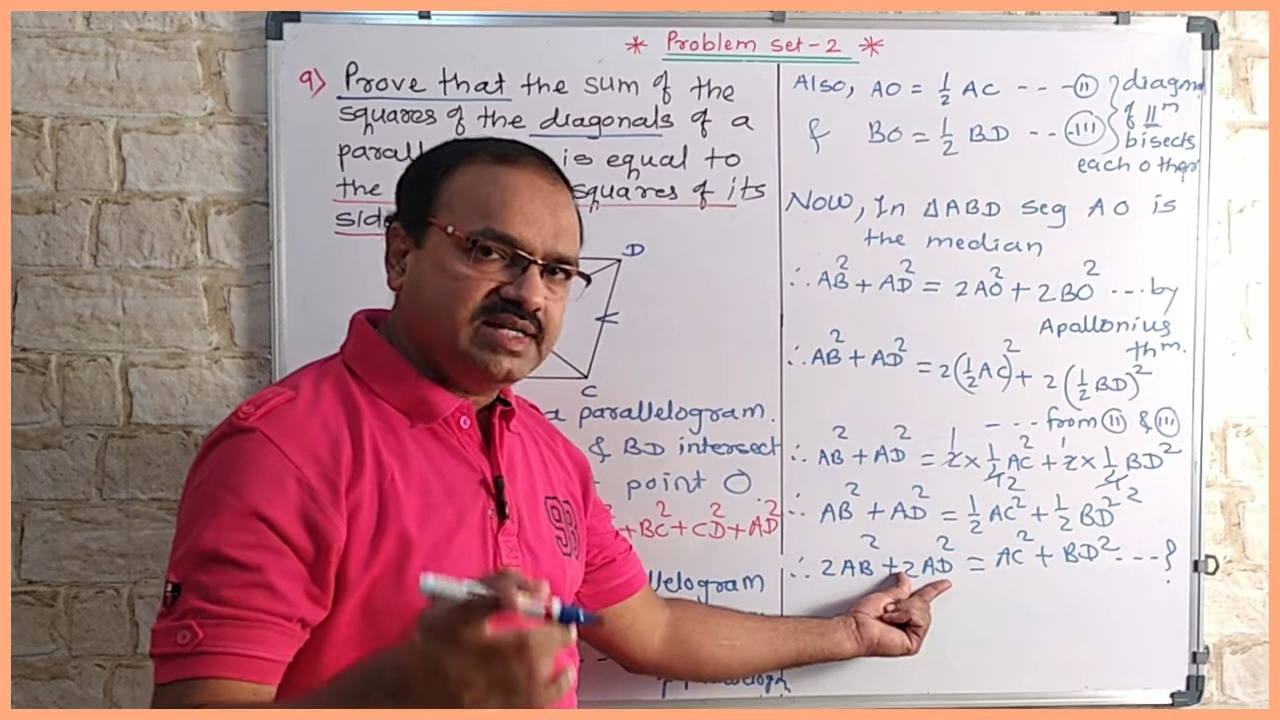 * Problem set-2 *
9) Prove that the sum of the
squares of the diagonals of a
is equal to
the squares of its
D
C
a parallelogram.
& BD intersect
point O.
+BC²+CD²+AD²
Also, AO = 1/2 AC --- (II)
& BO = 1/2 BD -- (III)
} diagon
of ||ⁿ
bisects
each other
Now, In ΔABD seg AO is
the median
∴ AB² + AD² = 2AO² + 2BO² ... by
Apallonius
thm.
∴ AB² + AD² = 2(1/2 AC)² + 2(1/2 BD)²
--- from (II) & (III)
∴ AB² + AD² = 2 × 1/4 AC² + 2 × 1/4 BD²
∴ AB² + AD² = 1/2 AC² + 1/2 BD²
∴ 2AB² + 2AD² = AC² + BD² --- }
93